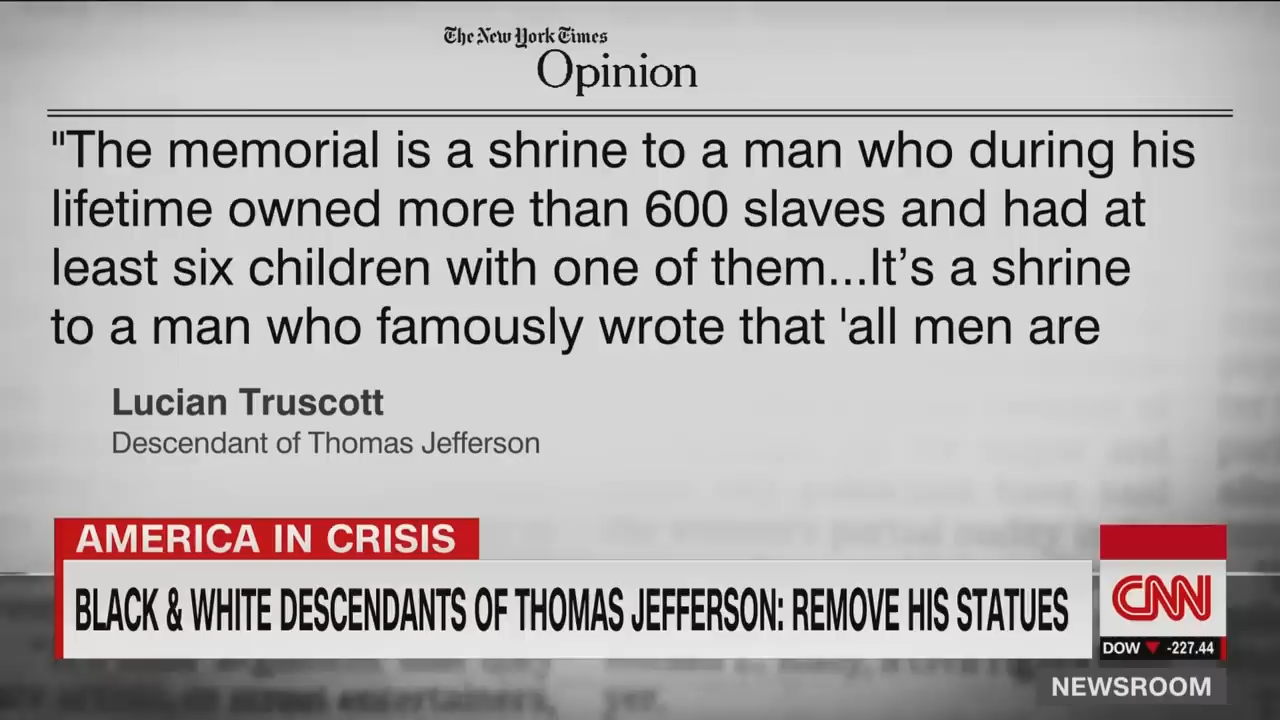 The New York Times
Opinion
"The memorial is a shrine to a man who during his
lifetime owned more than 600 slaves and had at
least six children with one of them...It’s a shrine
to a man who famously wrote that 'all men are
Lucian Truscott
Descendant of Thomas Jefferson
AMERICA IN CRISIS
BLACK & WHITE DESCENDANTS OF THOMAS JEFFERSON: REMOVE HIS STATUES
CNN
DOW ▼ -227.44
NEWSROOM